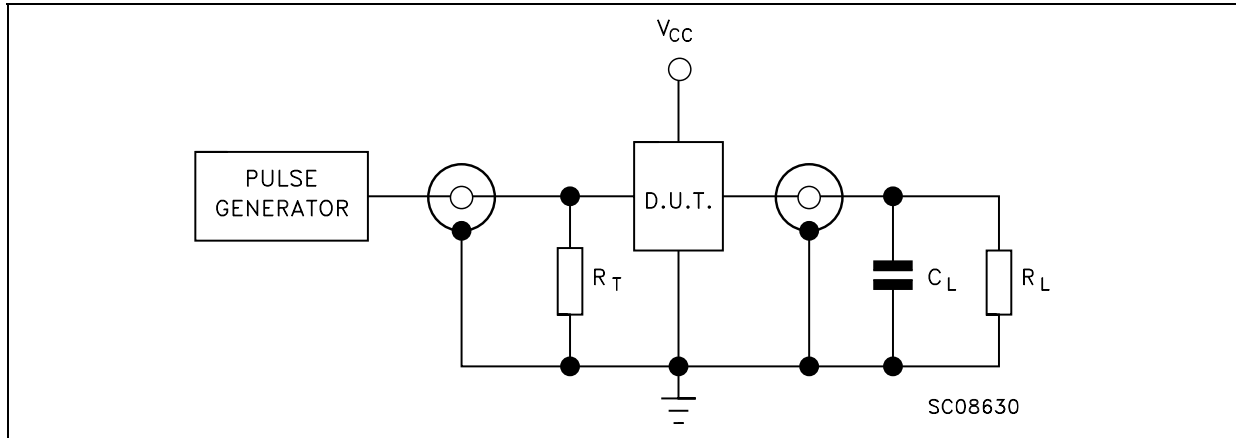 VCC
PULSE
GENERATOR
D.U.T.
RT
CL
RL
SC08630